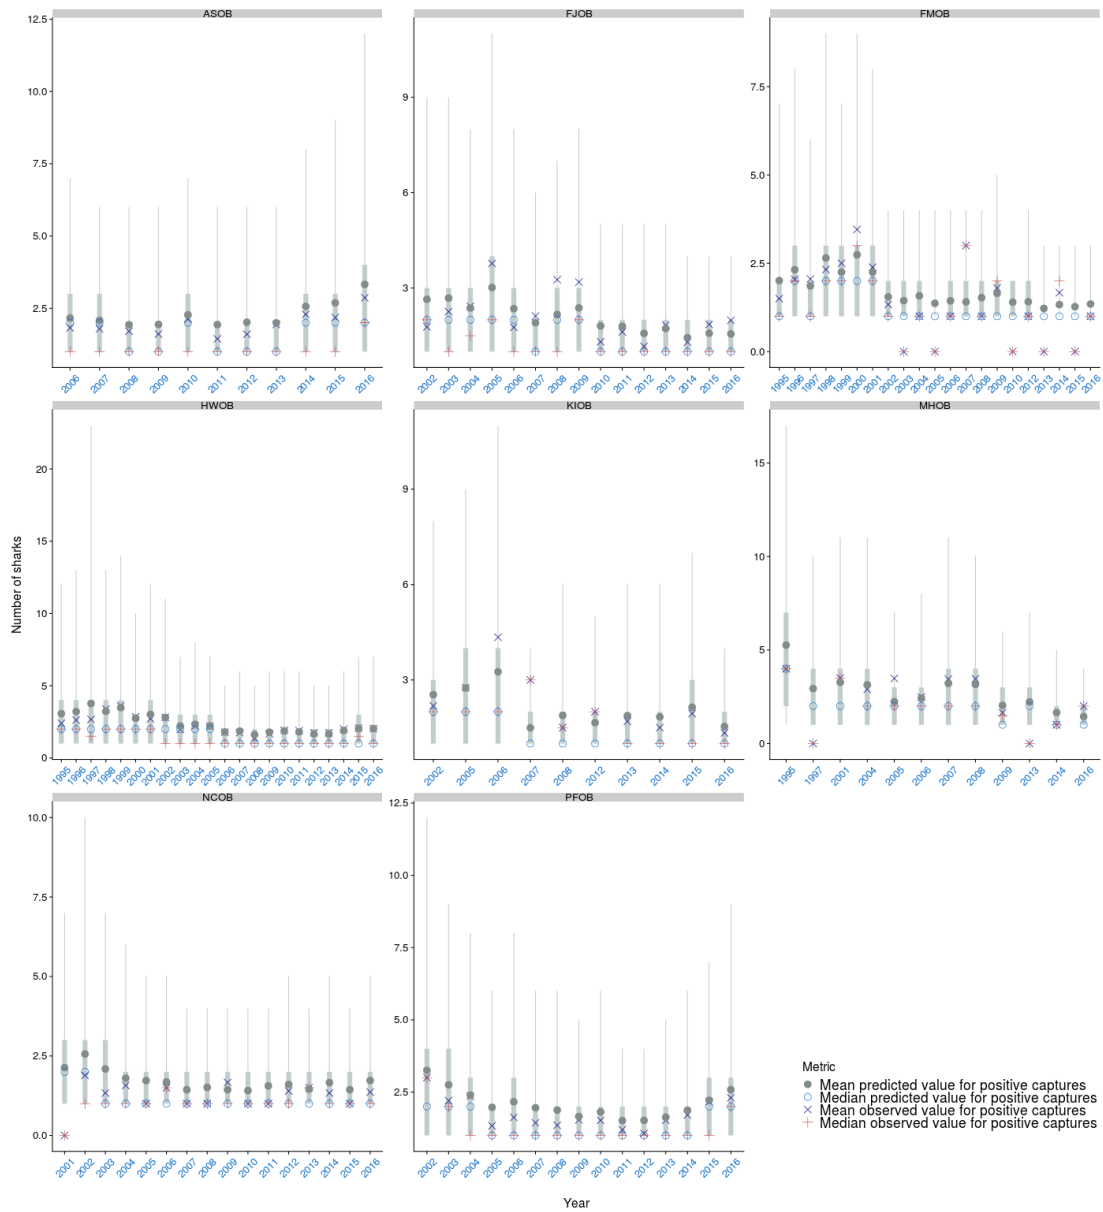 ASOB
12.5
10.0
7.5
5.0
2.5
2006 2007 2008 2009 2010 2011 2012 2013 2014 2015 2016
FJOB
9
6
3
2002 2003 2004 2005 2006 2007 2008 2009 2010 2011 2012 2013 2014 2015 2016
FMOB
7.5
5.0
2.5
0.0
1995 1996 1997 1998 1999 2000 2001 2002 2003 2004 2005 2006 2007 2008 2009 2010 2012 2013 2014 2015 2016
Number of sharks
HWOB
20
15
10
5
0
1995 1996 1997 1998 1999 2000 2001 2002 2003 2004 2005 2006 2007 2008 2009 2010 2011 2012 2013 2014 2015 2016
KIOB
9
6
3
2002 2005 2006 2007 2008 2012 2013 2014 2015 2016
MHOB
15
10
5
0
1995 1997 2001 2004 2005 2006 2007 2008 2009 2013 2014 2016
NCOB
10.0
7.5
5.0
2.5
0.0
2001 2002 2003 2004 2005 2006 2007 2008 2009 2010 2011 2012 2013 2014 2015 2016
PFOB
12.5
10.0
7.5
5.0
2.5
2002 2003 2004 2005 2006 2007 2008 2009 2010 2011 2012 2013 2014 2015 2016
Metric
Mean predicted value for positive captures
Median predicted value for positive captures
Mean observed value for positive captures
Median observed value for positive captures
Year